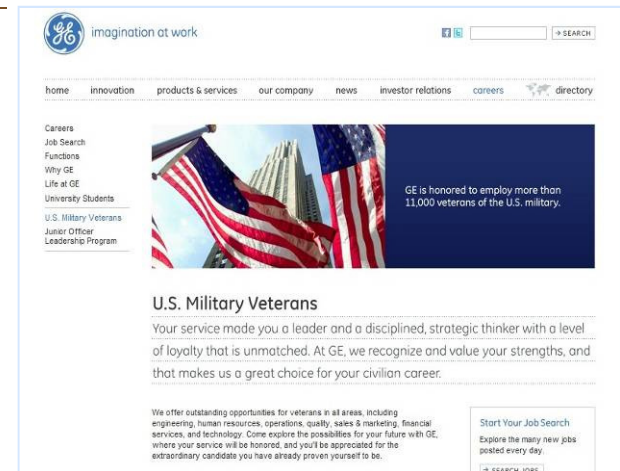 imagination at work
→ SEARCH
home innovation products & services our company news investor relations careers directory
Careers
Job Search
Functions
Why GE
Life at GE
University Students
U.S. Military Veterans
Junior Officer
Leadership Program
GE is honored to employ more than
11,000 veterans of the U.S. military.
U.S. Military Veterans
Your service made you a leader and a disciplined, strategic thinker with a level
of loyalty that is unmatched. At GE, we recognize and value your strengths, and
that makes us a great choice for your civilian career.
We offer outstanding opportunities for veterans in all areas, including
engineering, human resources, operations, quality, sales & marketing, financial
services, and technology. Come explore the possibilities for your future with GE,
where your service will be honored, and you'll be appreciated for the
extraordinary candidate you have already proven yourself to be.
Start Your Job Search
Explore the many new jobs
posted every day.
→ SEARCH JOBS